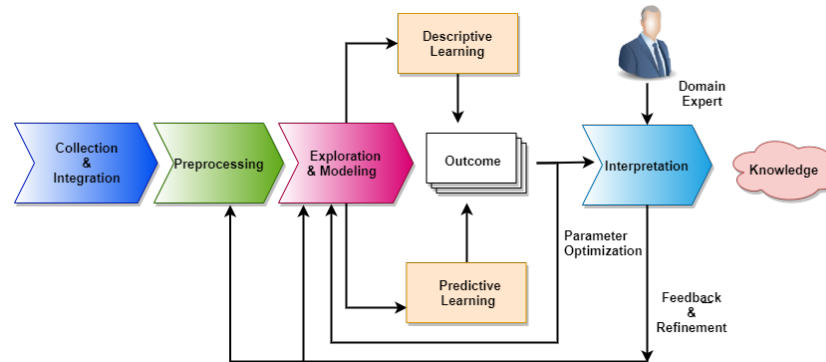 Descriptive
Learning
Domain
Expert
Collection
&
Integration
Preprocessing
Exploration
& Modeling
Outcome
Interpretation
Knowledge
Parameter
Optimization
Predictive
Learning
Feedback
&
Refinement